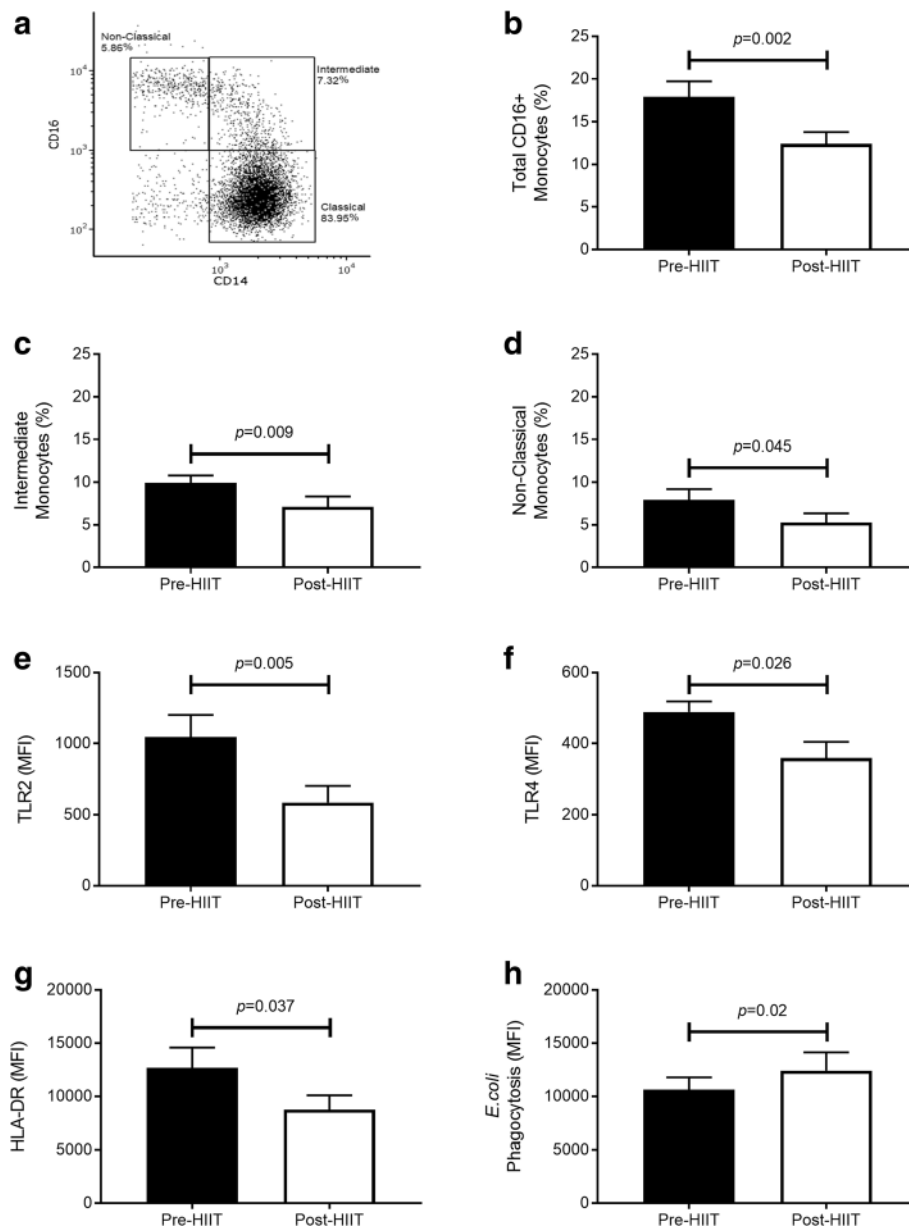 a
Non-Classical
5.86%
Intermediate
7.32%
Classical
83.95%
CD16
10⁴
10³
10²
10³
10⁴
CD14
b
p=0.002
Total CD16+
Monocytes (%)
25
20
15
10
5
0
Pre-HIIT
Post-HIIT
c
p=0.009
Intermediate
Monocytes (%)
25
20
15
10
5
0
Pre-HIIT
Post-HIIT
d
p=0.045
Non-Classical
Monocytes (%)
25
20
15
10
5
0
Pre-HIIT
Post-HIIT
e
p=0.005
TLR2 (MFI)
1500
1000
500
0
Pre-HIIT
Post-HIIT
f
p=0.026
TLR4 (MFI)
600
400
200
0
Pre-HIIT
Post-HIIT
g
p=0.037
HLA-DR (MFI)
20000
15000
10000
5000
0
Pre-HIIT
Post-HIIT
h
p=0.02
E.coli
Phagocytosis (MFI)
20000
15000
10000
5000
0
Pre-HIIT
Post-HIIT